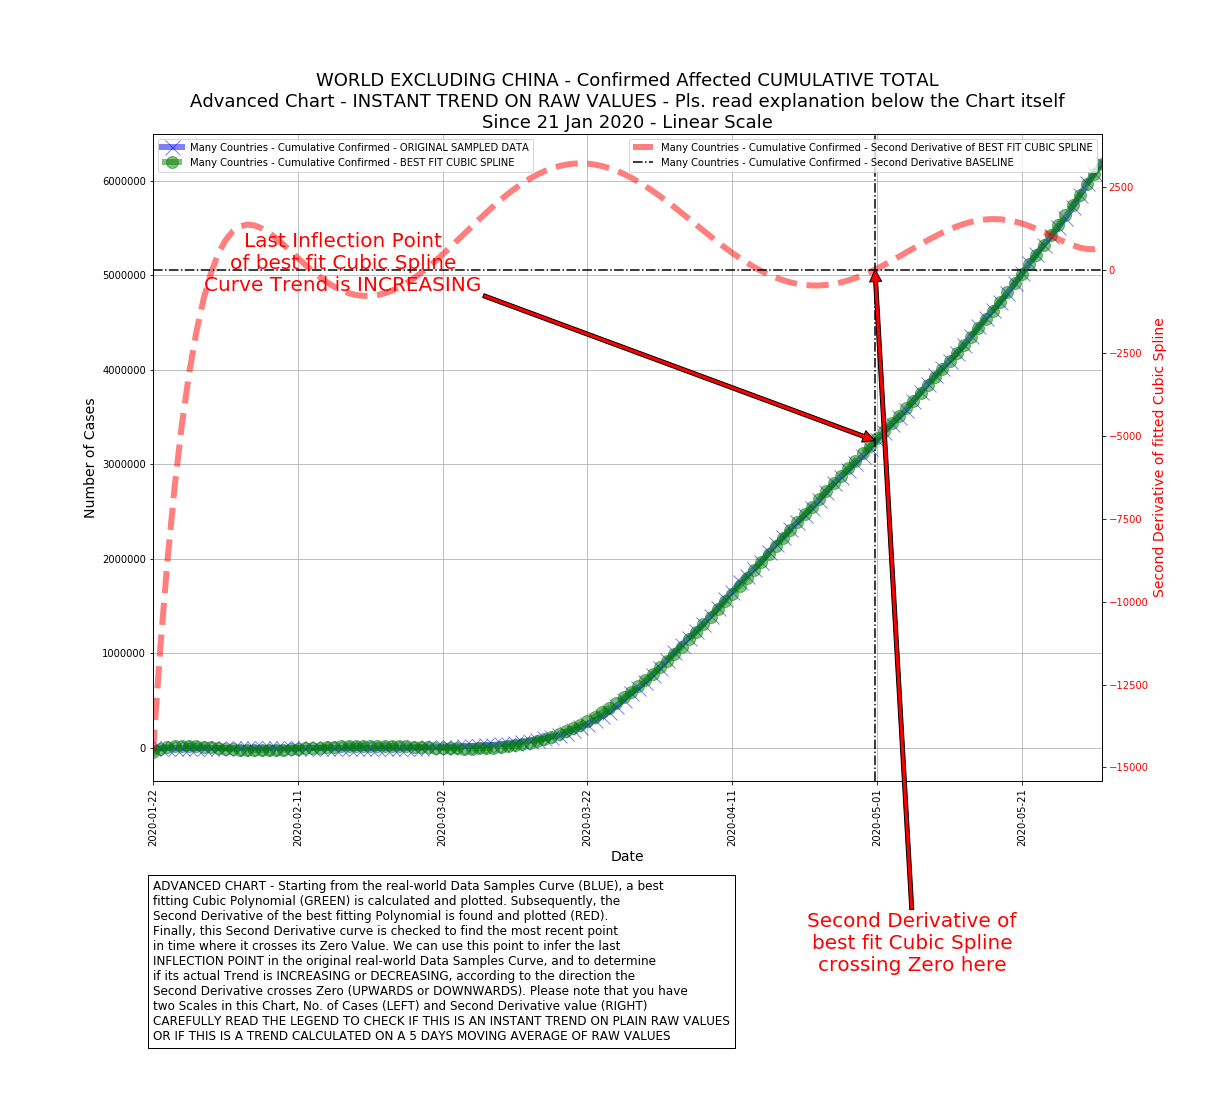 WORLD EXCLUDING CHINA - Confirmed Affected CUMULATIVE TOTAL
Advanced Chart - INSTANT TREND ON RAW VALUES - Pls. read explanation below the Chart itself
Since 21 Jan 2020 - Linear Scale
Many Countries - Cumulative Confirmed - ORIGINAL SAMPLED DATA
Many Countries - Cumulative Confirmed - BEST FIT CUBIC SPLINE
Many Countries - Cumulative Confirmed - Second Derivative of BEST FIT CUBIC SPLINE
Many Countries - Cumulative Confirmed - Second Derivative BASELINE
Last Inflection Point
of best fit Cubic Spline
Curve Trend is INCREASING
Number of Cases
6000000
5000000
4000000
3000000
2000000
1000000
0
2500
0
−2500
−5000
−7500
−10000
−12500
−15000
Second Derivative of fitted Cubic Spline
2020-01-22
2020-02-11
2020-03-02
2020-03-22
2020-04-11
2020-05-01
2020-05-21
Date
ADVANCED CHART - Starting from the real-world Data Samples Curve (BLUE), a best
fitting Cubic Polynomial (GREEN) is calculated and plotted. Subsequently, the
Second Derivative of the best fitting Polynomial is found and plotted (RED).
Finally, this Second Derivative curve is checked to find the most recent point
in time where it crosses its Zero Value. We can use this point to infer the last
INFLECTION POINT in the original real-world Data Samples Curve, and to determine
if its actual Trend is INCREASING or DECREASING, according to the direction the
Second Derivative crosses Zero (UPWARDS or DOWNWARDS). Please note that you have
two Scales in this Chart, No. of Cases (LEFT) and Second Derivative value (RIGHT)
CAREFULLY READ THE LEGEND TO CHECK IF THIS IS AN INSTANT TREND ON PLAIN RAW VALUES
OR IF THIS IS A TREND CALCULATED ON A 5 DAYS MOVING AVERAGE OF RAW VALUES
Second Derivative of
best fit Cubic Spline
crossing Zero here